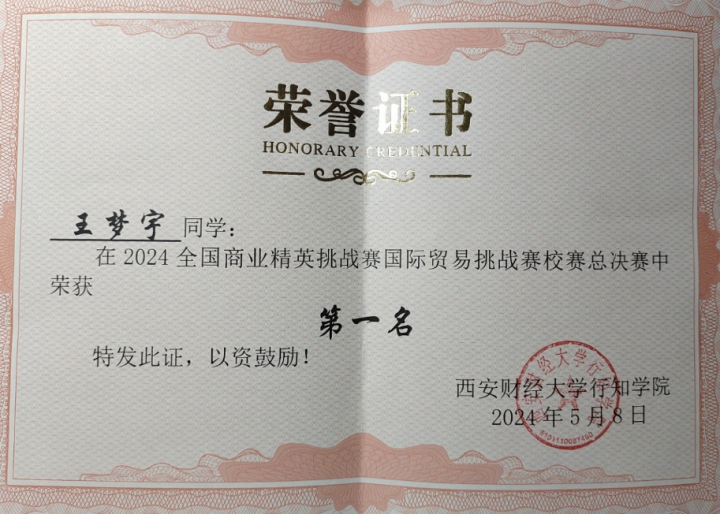 荣誉证书
HONORARY CREDENTIAL
王梦宇 同学：
在 2024 全国商业精英挑战赛国际贸易挑战赛校赛总决赛中
荣获
第一名
特发此证，以资鼓励！
西安财经大学行知学院
2024 年 5 月 8 日